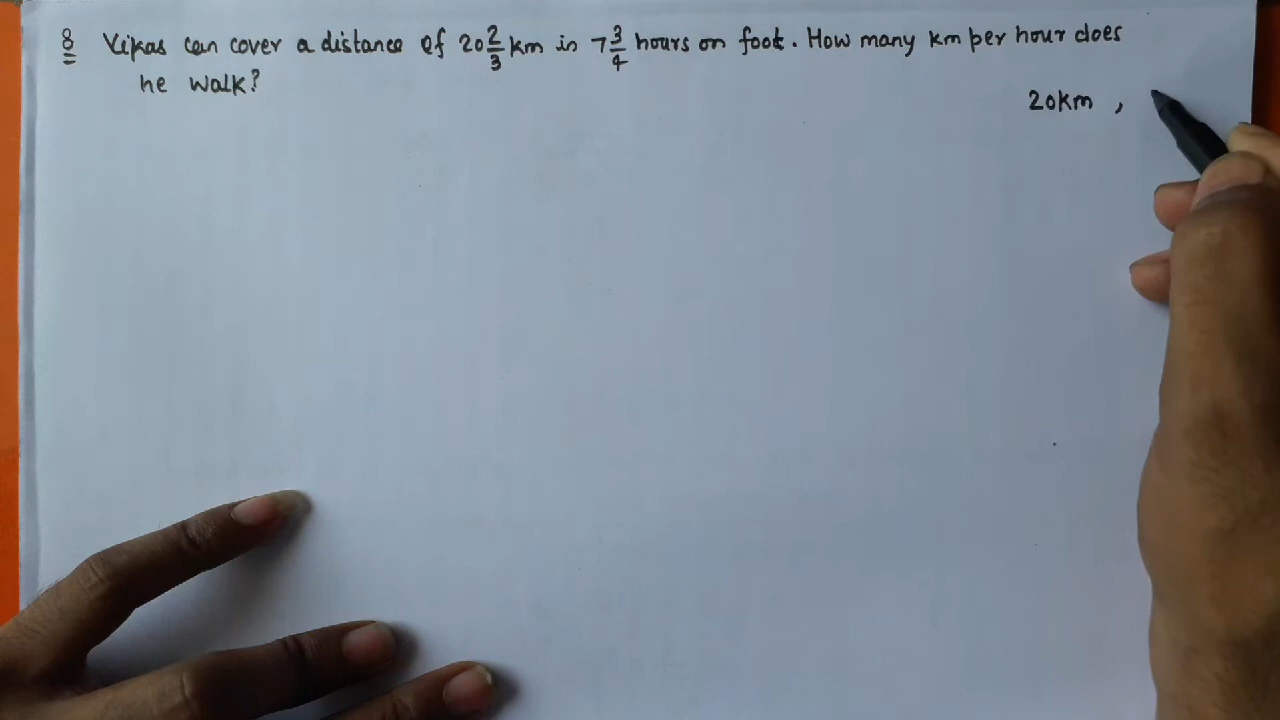 8 Vikas can cover a distance of 20 2/3 km in 7 3/4 hours on foot. How many km per hour does
he walk?
20km ,